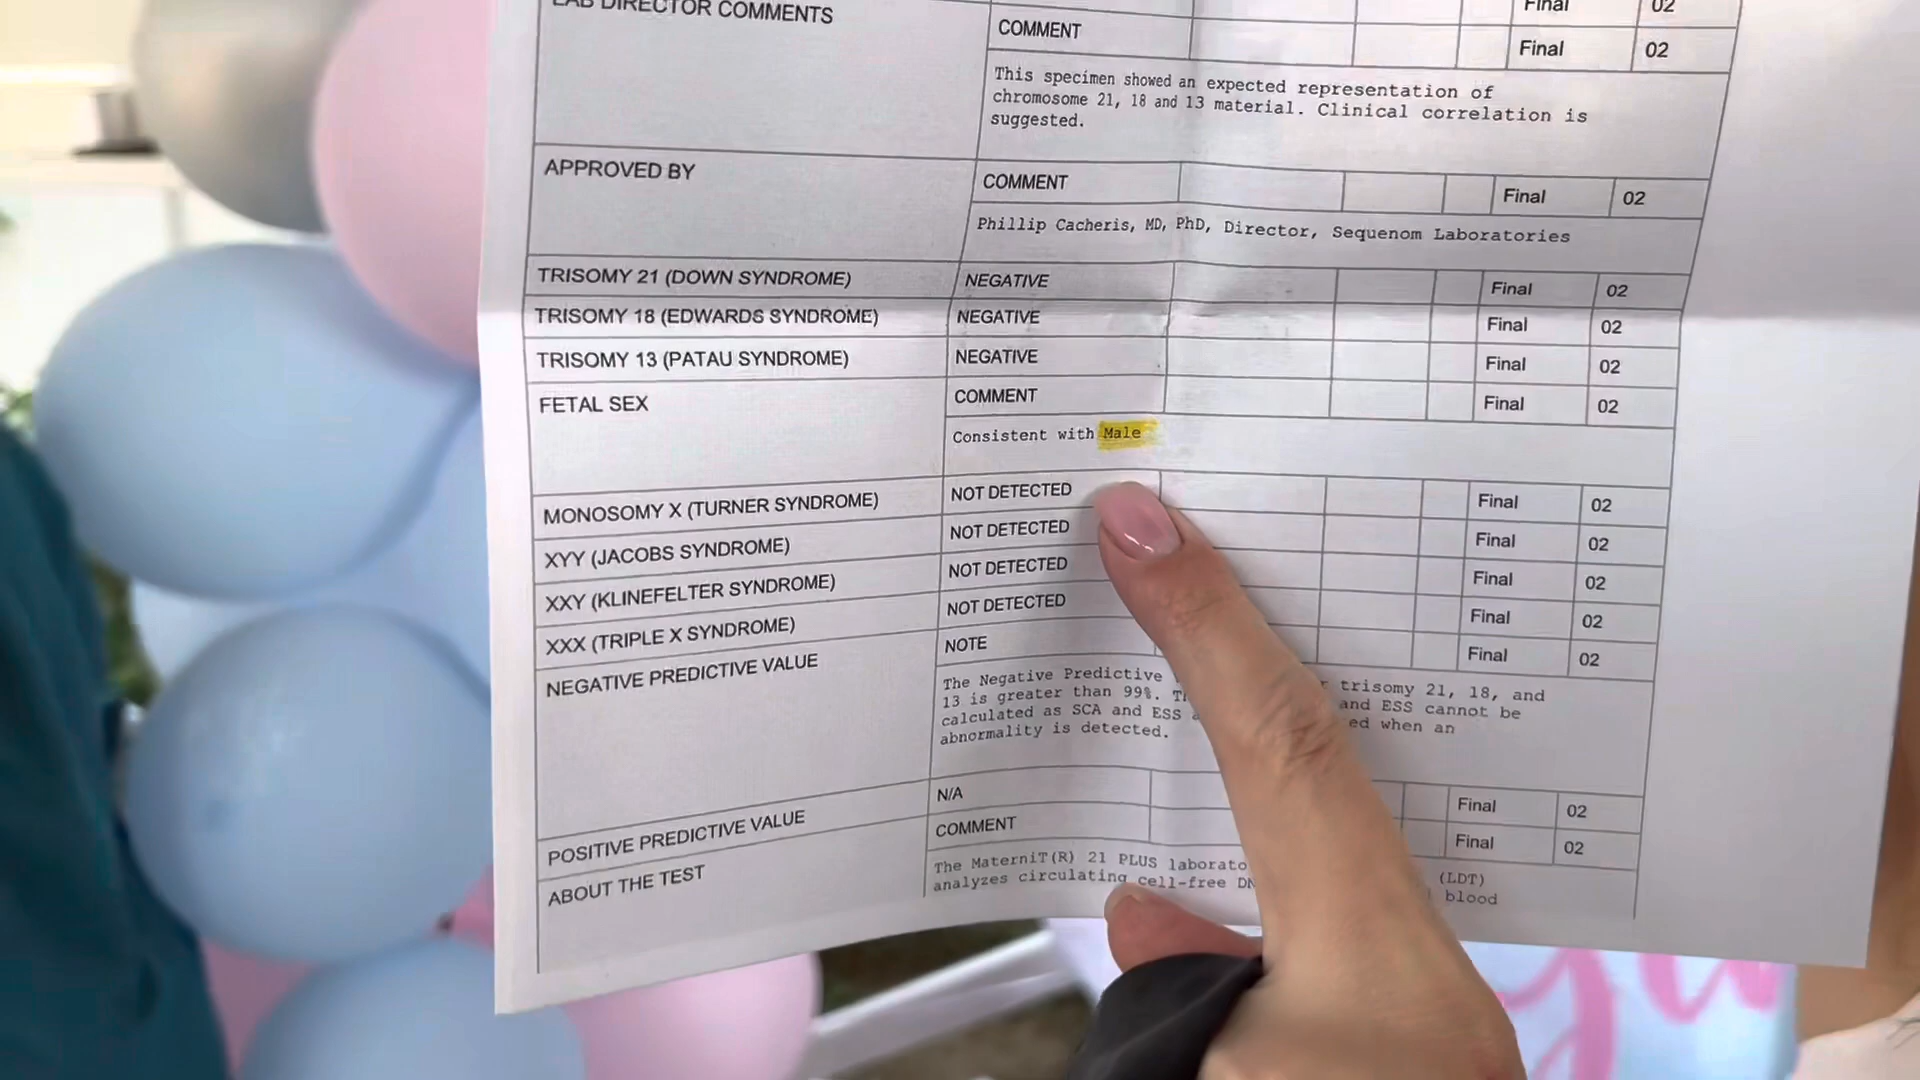 Final 02
LAB DIRECTOR COMMENTS COMMENT Final 02
This specimen showed an expected representation of
chromosome 21, 18 and 13 material. Clinical correlation is
suggested.
APPROVED BY COMMENT Final 02
Phillip Cacheris, MD, PhD, Director, Sequenom Laboratories
TRISOMY 21 (DOWN SYNDROME) NEGATIVE Final 02
TRISOMY 18 (EDWARDS SYNDROME) NEGATIVE Final 02
TRISOMY 13 (PATAU SYNDROME) NEGATIVE Final 02
FETAL SEX COMMENT Final 02
Consistent with Male
MONOSOMY X (TURNER SYNDROME) NOT DETECTED Final 02
XYY (JACOBS SYNDROME) NOT DETECTED Final 02
XXY (KLINEFELTER SYNDROME) NOT DETECTED Final 02
XXX (TRIPLE X SYNDROME) NOT DETECTED Final 02
NEGATIVE PREDICTIVE VALUE NOTE Final 02
The Negative Predictive trisomy 21, 18, and
13 is greater than 99%. and ESS cannot be
calculated as SCA and ESS when an
abnormality is detected.
POSITIVE PREDICTIVE VALUE N/A Final 02
ABOUT THE TEST COMMENT Final 02
The MaterniT(R) 21 PLUS (LDT)
analyzes circulating cell-free blood